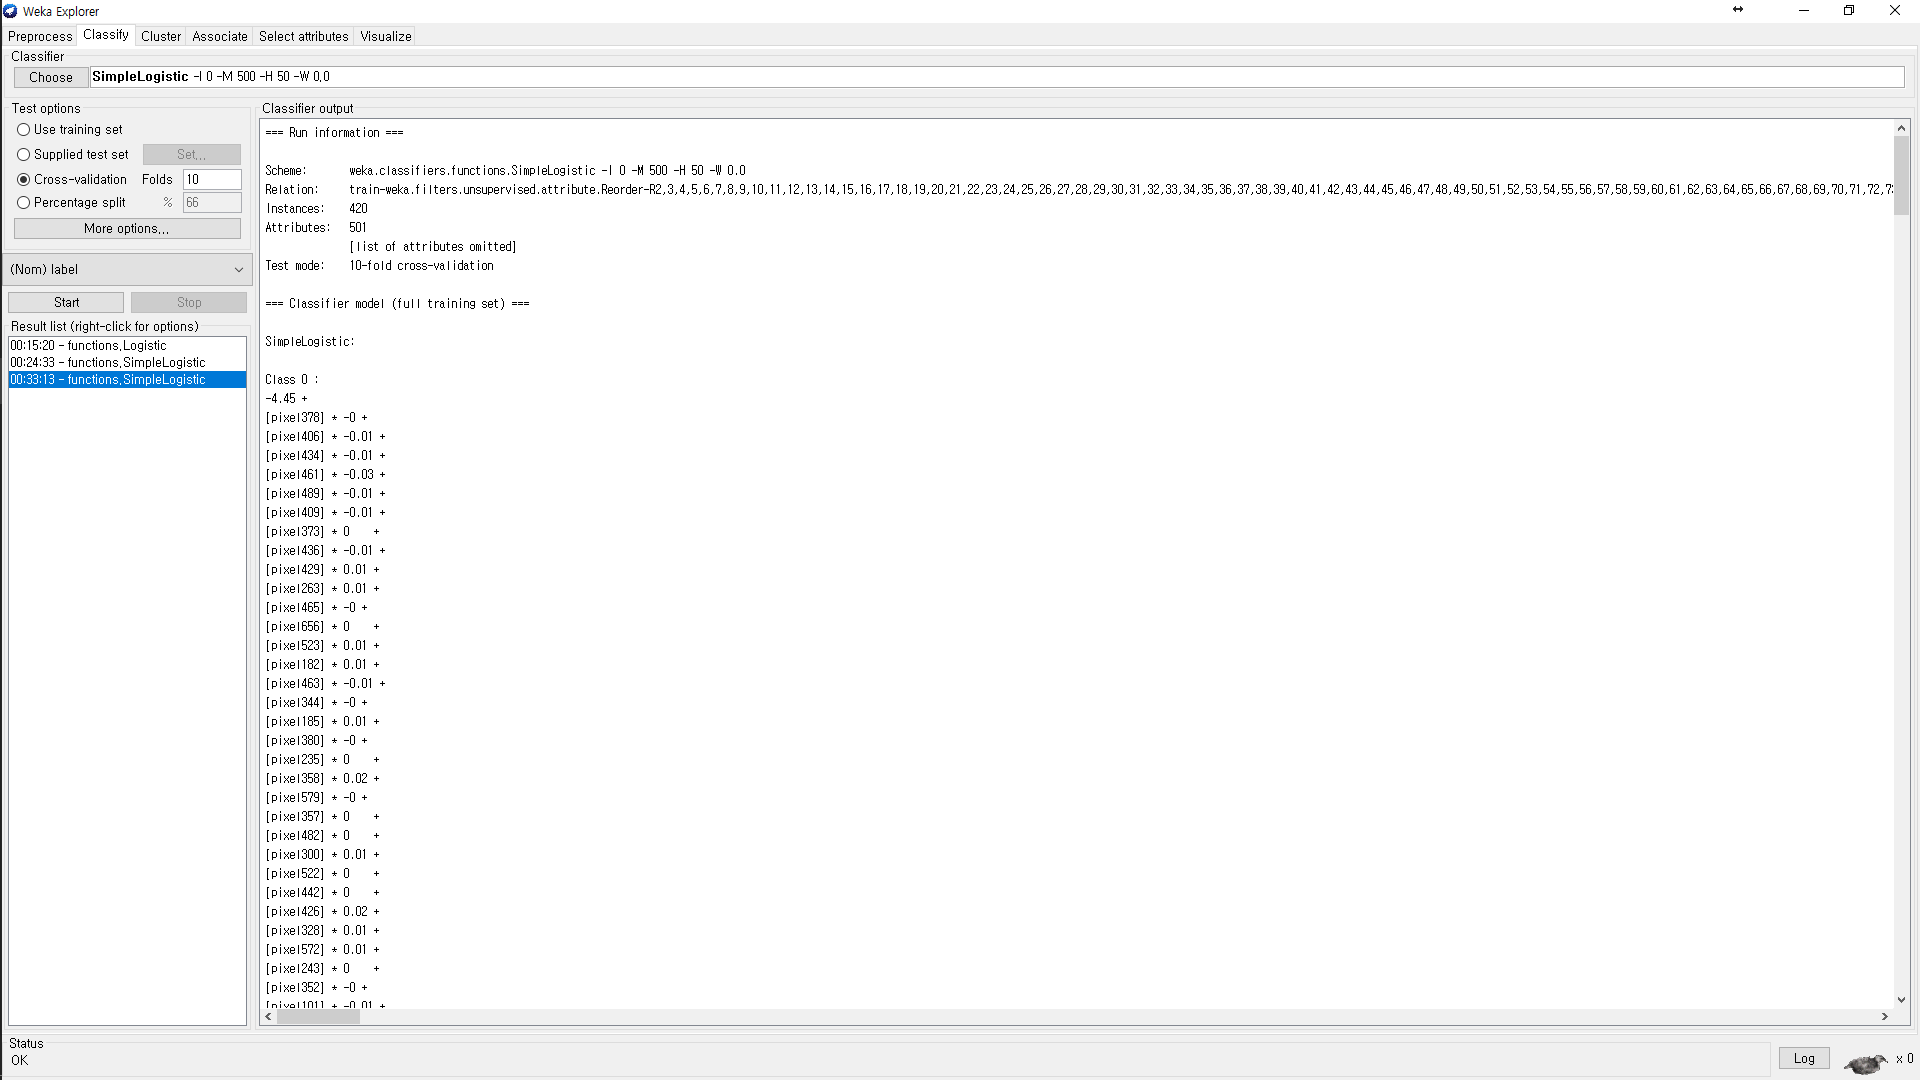 Weka Explorer
Preprocess Classify Cluster Associate Select attributes Visualize
Classifier
Choose SimpleLogistic -I 0 -M 500 -H 50 -W 0.0
Test options
Use training set
Supplied test set Set...
Cross-validation Folds 10
Percentage split % 66
More options...
(Nom) label
Start Stop
Result list (right-click for options)
00:15:20 - functions.Logistic
00:24:33 - functions.SimpleLogistic
00:33:13 - functions.SimpleLogistic
Classifier output
=== Run information ===
Scheme: weka.classifiers.functions.SimpleLogistic -I 0 -M 500 -H 50 -W 0.0
Relation: train-weka.filters.unsupervised.attribute.Reorder-R2,3,4,5,6,7,8,9,10,11,12,13,14,15,16,17,18,19,20,21,22,23,24,25,26,27,28,29,30,31,32,33,34,35,36,37,38,39,40,41,42,43,44,45,46,47,48,49,50,51,52,53,54,55,56,57,58,59,60,61,62,63,64,65,66,67,68,69,70,71,72,73
Instances: 420
Attributes: 501
[list of attributes omitted]
Test mode: 10-fold cross-validation
=== Classifier model (full training set) ===
SimpleLogistic:
Class 0 :
-4.45 +
[pixel378] * -0 +
[pixel406] * -0.01 +
[pixel434] * -0.01 +
[pixel461] * -0.03 +
[pixel489] * -0.01 +
[pixel409] * -0.01 +
[pixel373] * 0 +
[pixel436] * -0.01 +
[pixel429] * 0.01 +
[pixel263] * 0.01 +
[pixel465] * -0 +
[pixel656] * 0 +
[pixel523] * 0.01 +
[pixel182] * 0.01 +
[pixel463] * -0.01 +
[pixel344] * -0 +
[pixel185] * 0.01 +
[pixel380] * -0 +
[pixel235] * 0 +
[pixel358] * 0.02 +
[pixel579] * -0 +
[pixel357] * 0 +
[pixel482] * 0 +
[pixel300] * 0.01 +
[pixel522] * 0 +
[pixel442] * 0 +
[pixel426] * 0.02 +
[pixel328] * 0.01 +
[pixel572] * 0.01 +
[pixel243] * 0 +
[pixel352] * -0 +
[pixel101] * -0.01 +
Status
OK
Log x 0